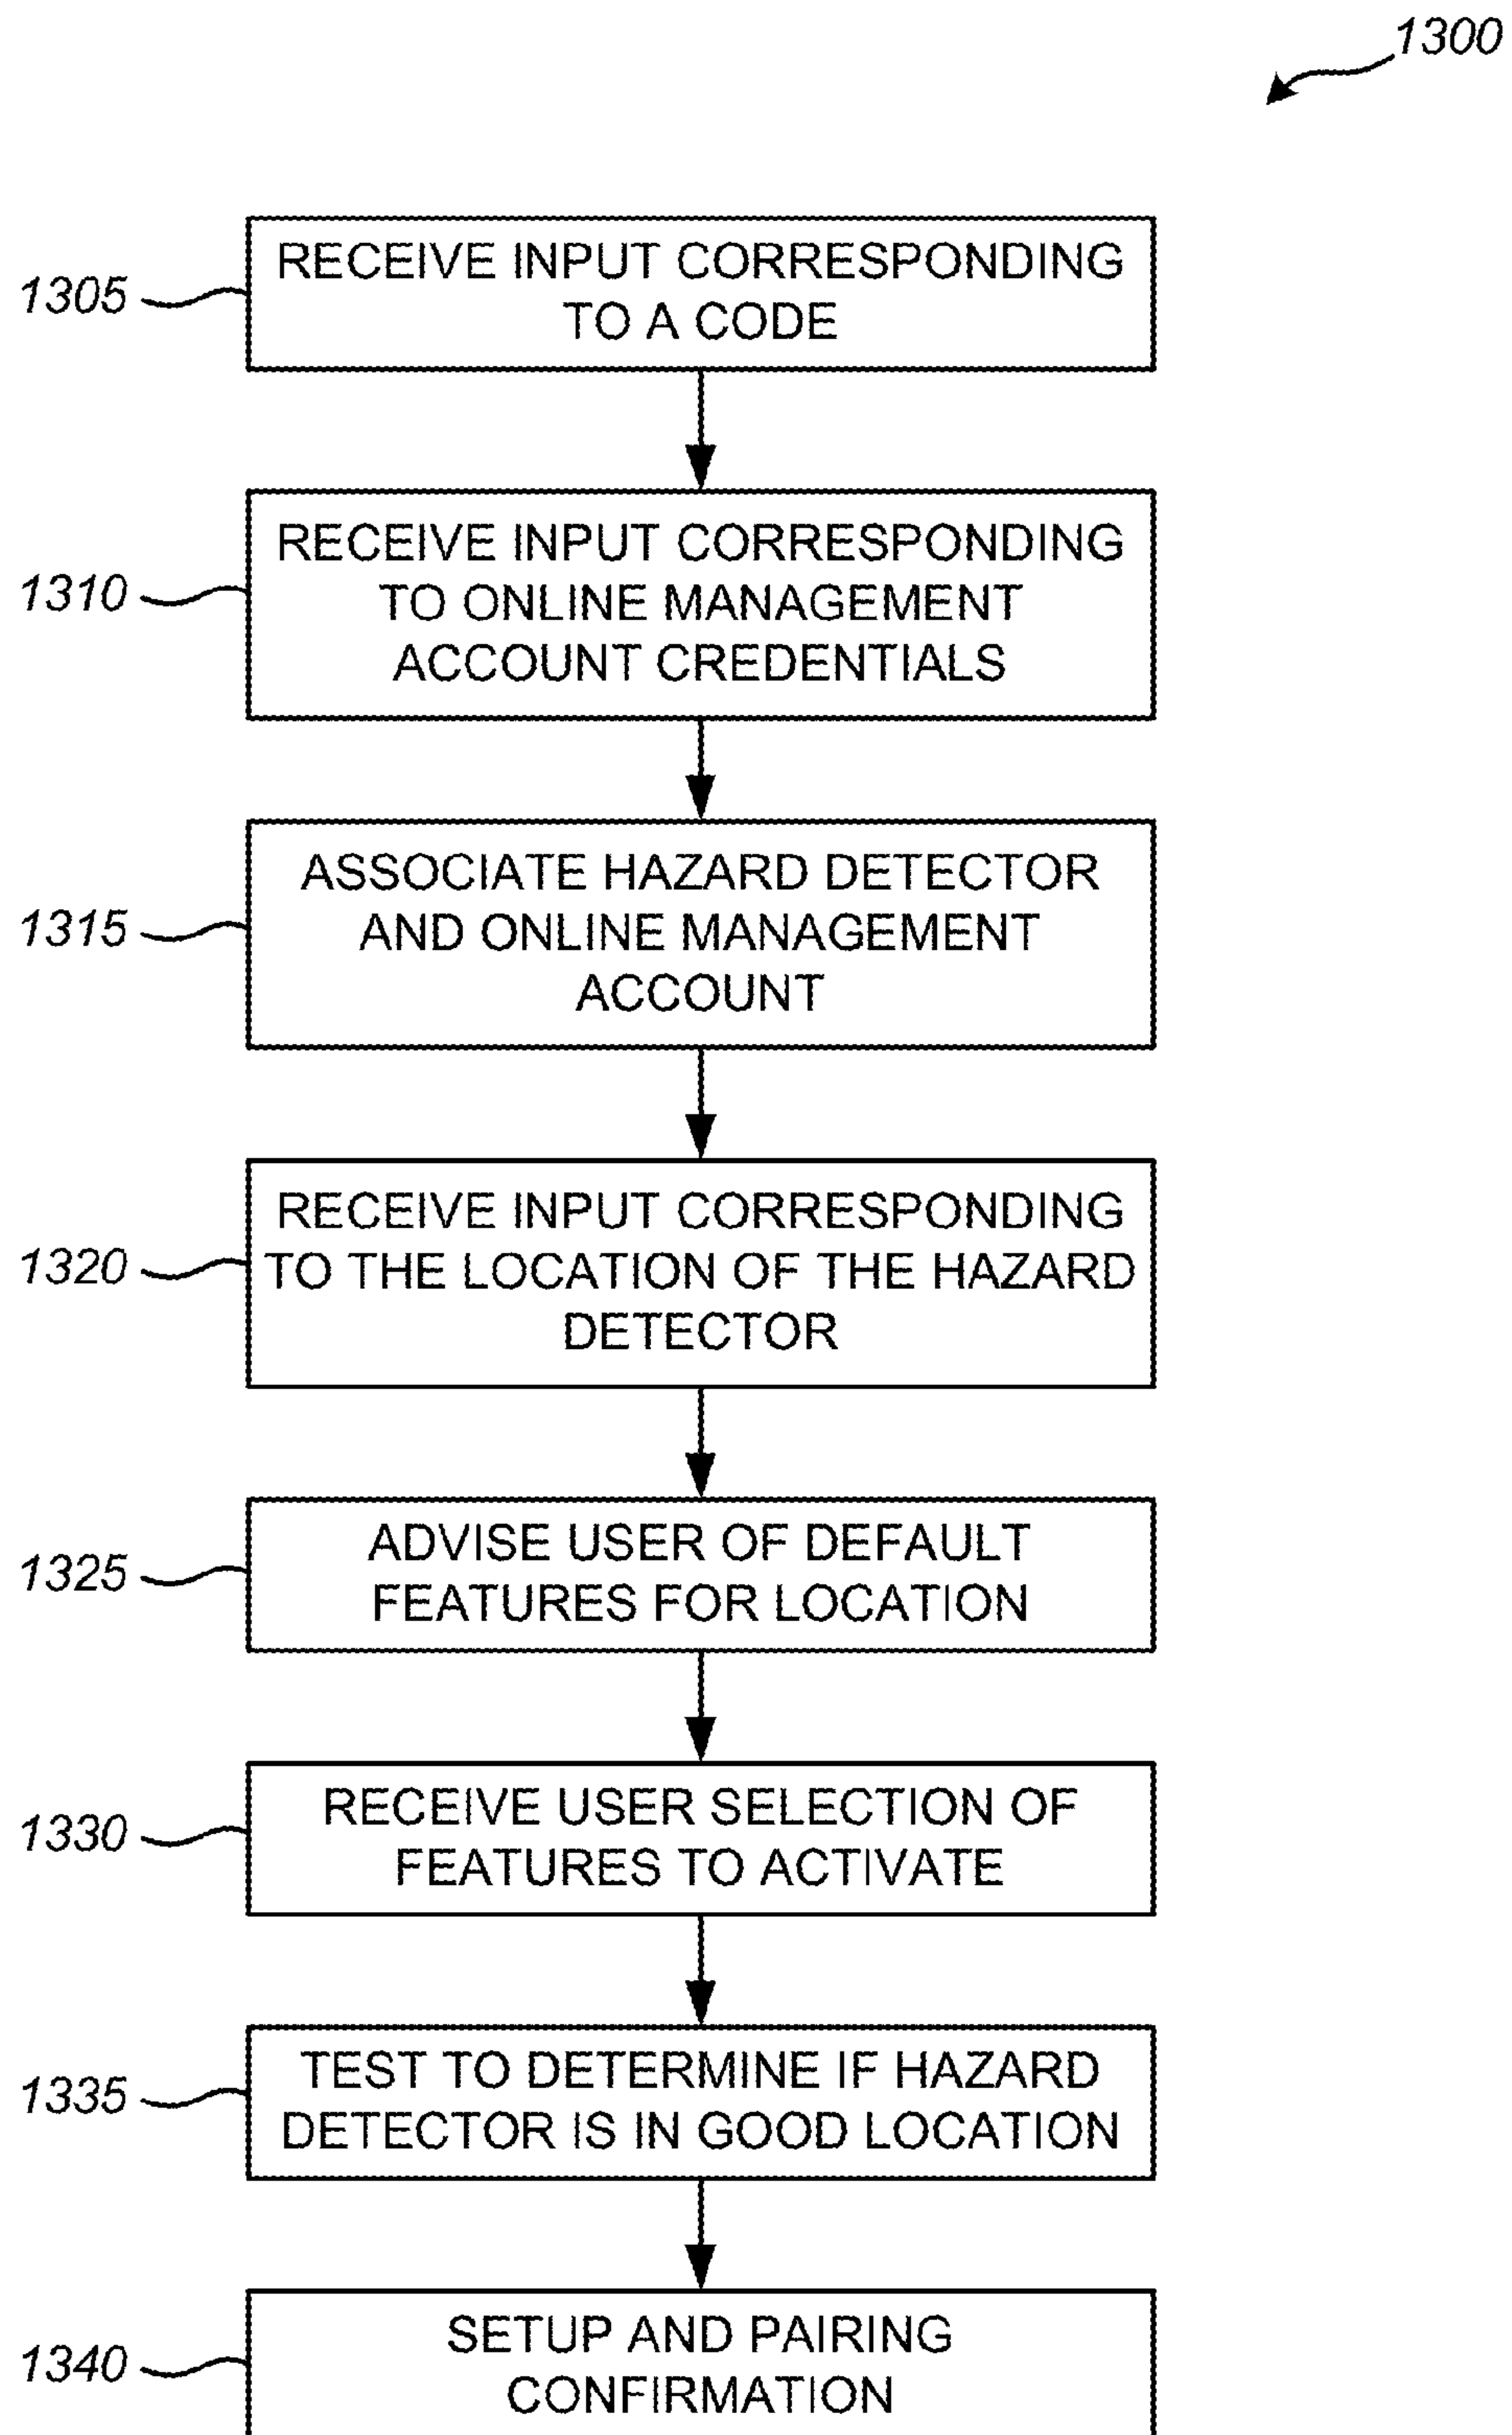 1300
1305
RECEIVE INPUT CORRESPONDING
TO A CODE
1310
RECEIVE INPUT CORRESPONDING
TO ONLINE MANAGEMENT
ACCOUNT CREDENTIALS
1315
ASSOCIATE HAZARD DETECTOR
AND ONLINE MANAGEMENT
ACCOUNT
1320
RECEIVE INPUT CORRESPONDING
TO THE LOCATION OF THE HAZARD
DETECTOR
1325
ADVISE USER OF DEFAULT
FEATURES FOR LOCATION
1330
RECEIVE USER SELECTION OF
FEATURES TO ACTIVATE
1335
TEST TO DETERMINE IF HAZARD
DETECTOR IS IN GOOD LOCATION
1340
SETUP AND PAIRING
CONFIRMATION